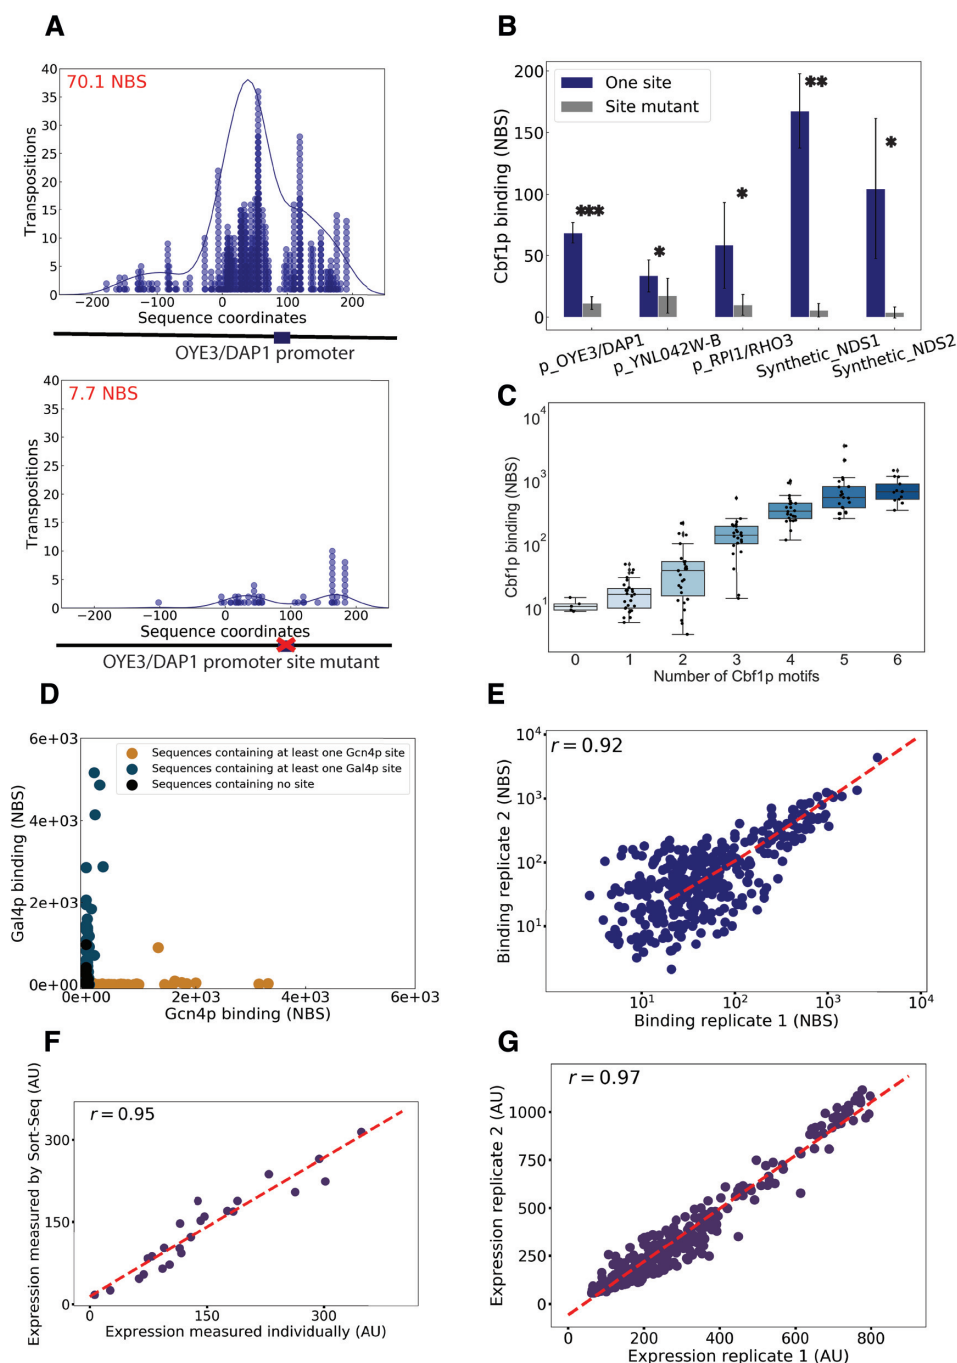 A
70.1 NBS
40
35
30
25
20
15
10
5
0
Transpositions
−200 −100 0 100 200
Sequence coordinates
OYE3/DAP1 promoter
7.7 NBS
40
35
30
25
20
15
10
5
0
Transpositions
−200 −100 0 100 200
Sequence coordinates
OYE3/DAP1 promoter site mutant
B
One site
Site mutant
200
150
100
50
0
Cbf1p binding (NBS)
*** * * ** *
p_OYE3/DAP1 p_YNL042W-B p_RPI1/RHO3 Synthetic_NDS1 Synthetic_NDS2
C
10^4
10^3
10^2
10^1
Cbf1p binding (NBS)
0 1 2 3 4 5 6
Number of Cbf1p motifs
D
Sequences containing at least one Gcn4p site
Sequences containing at least one Gal4p site
Sequences containing no site
6e+03
4e+03
2e+03
0e+00
Gal4p binding (NBS)
0e+00 2e+03 4e+03 6e+03
Gcn4p binding (NBS)
E
r = 0.92
10^4
10^3
10^2
10^1
Binding replicate 2 (NBS)
10^1 10^2 10^3 10^4
Binding replicate 1 (NBS)
F
r = 0.95
300
150
0
Expression measured by Sort-Seq (AU)
0 150 300
Expression measured individually (AU)
G
r = 0.97
1000
750
500
250
0
Expression replicate 2 (AU)
0 200 400 600 800
Expression replicate 1 (AU)